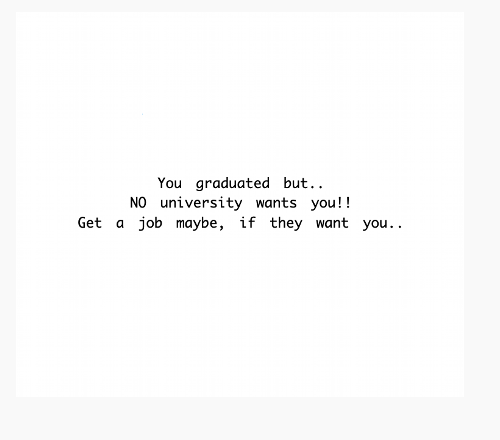 You graduated but..
NO university wants you!!
Get a job maybe, if they want you..